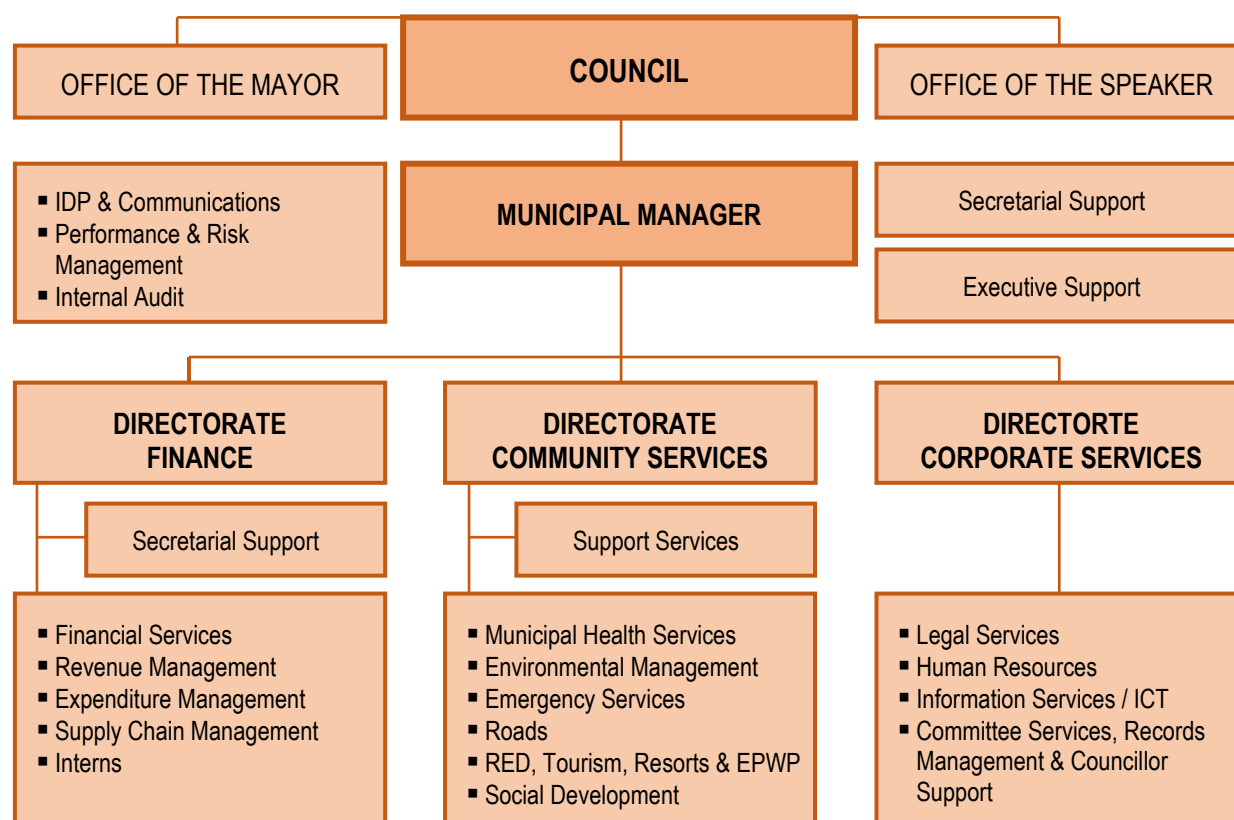 OFFICE OF THE MAYOR
COUNCIL
OFFICE OF THE SPEAKER
▪ IDP & Communications
▪ Performance & Risk
Management
▪ Internal Audit
MUNICIPAL MANAGER
Secretarial Support
Executive Support
DIRECTORATE
FINANCE
DIRECTORATE
COMMUNITY SERVICES
DIRECTORTE
CORPORATE SERVICES
Secretarial Support
Support Services
▪ Financial Services
▪ Revenue Management
▪ Expenditure Management
▪ Supply Chain Management
▪ Interns
▪ Municipal Health Services
▪ Environmental Management
▪ Emergency Services
▪ Roads
▪ RED, Tourism, Resorts & EPWP
▪ Social Development
▪ Legal Services
▪ Human Resources
▪ Information Services / ICT
▪ Committee Services, Records
Management & Councillor
Support